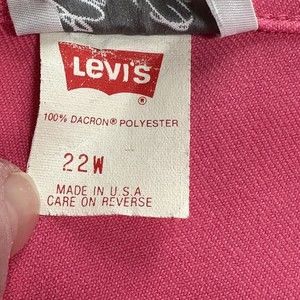 LEVI'S
®
100% DACRON® POLYESTER
22W
MADE IN U.S.A
CARE ON REVERSE